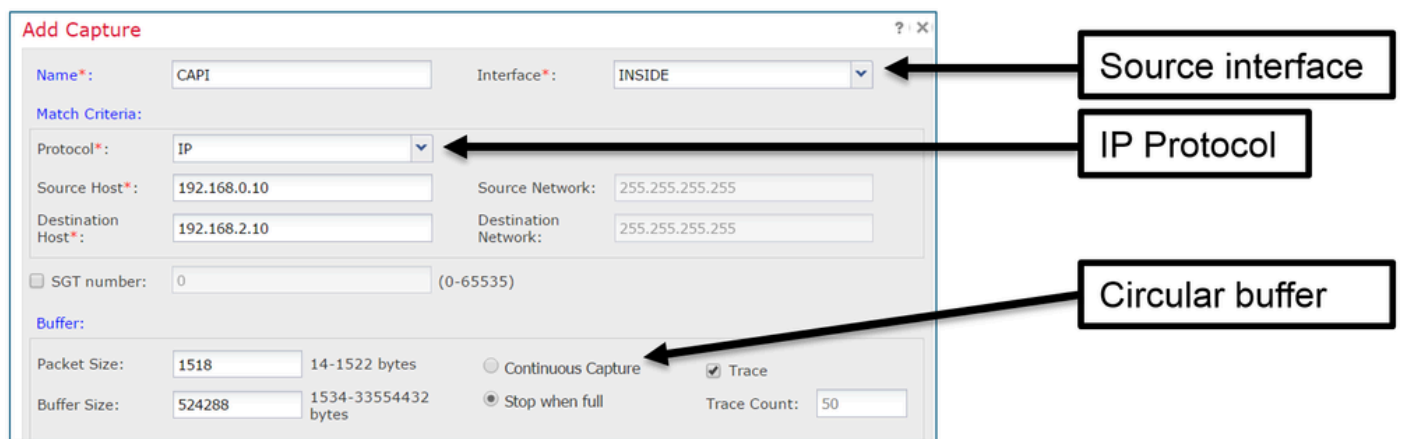 Add Capture ? X
Name*: CAPI Interface*: INSIDE
Source interface
Match Criteria:
Protocol*: IP
IP Protocol
Source Host*: 192.168.0.10 Source Network: 255.255.255.255
Destination Host*: 192.168.2.10 Destination Network: 255.255.255.255
SGT number: 0 (0-65535)
Circular buffer
Buffer:
Packet Size: 1518 14-1522 bytes Continuous Capture Trace
Buffer Size: 524288 1534-33554432 bytes Stop when full Trace Count: 50